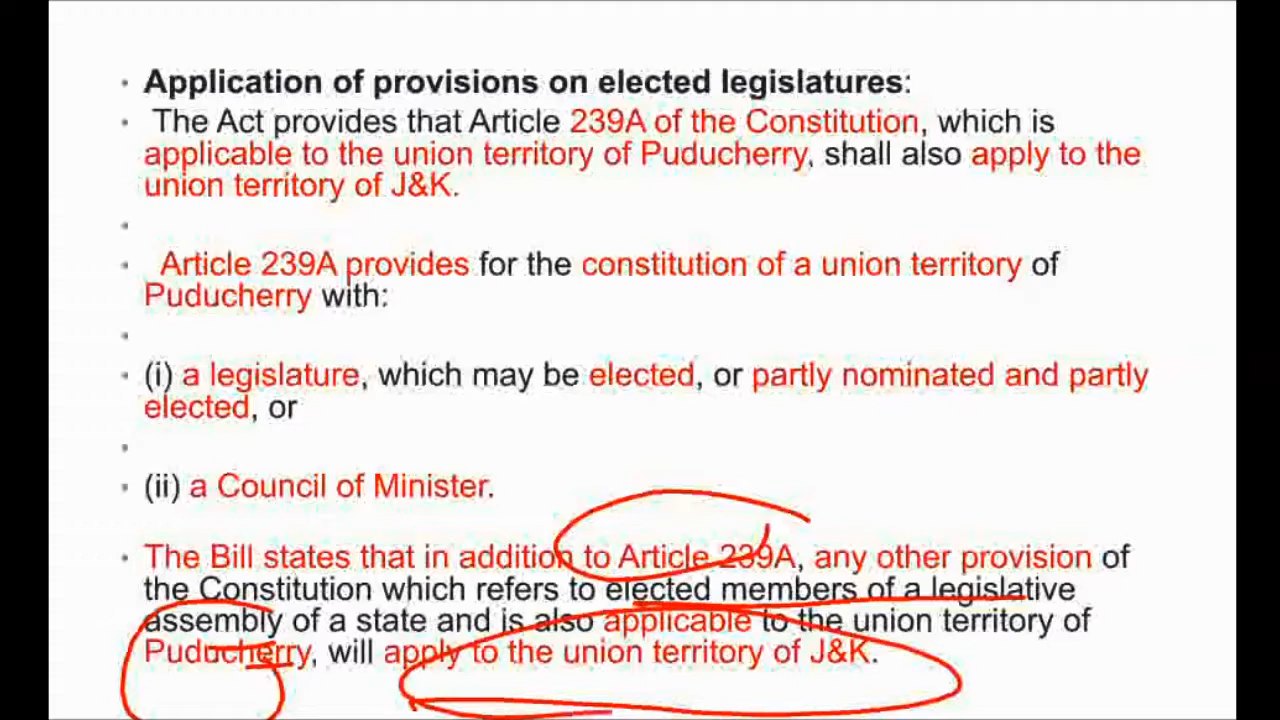 Application of provisions on elected legislatures:
The Act provides that Article 239A of the Constitution, which is
applicable to the union territory of Puducherry, shall also apply to the
union territory of J&K.
Article 239A provides for the constitution of a union territory of
Puducherry with:
(i) a legislature, which may be elected, or partly nominated and partly
elected, or
(ii) a Council of Minister.
The Bill states that in addition to Article 239A, any other provision of
the Constitution which refers to elected members of a legislative
assembly of a state and is also applicable to the union territory of
Puducherry, will apply to the union territory of J&K.